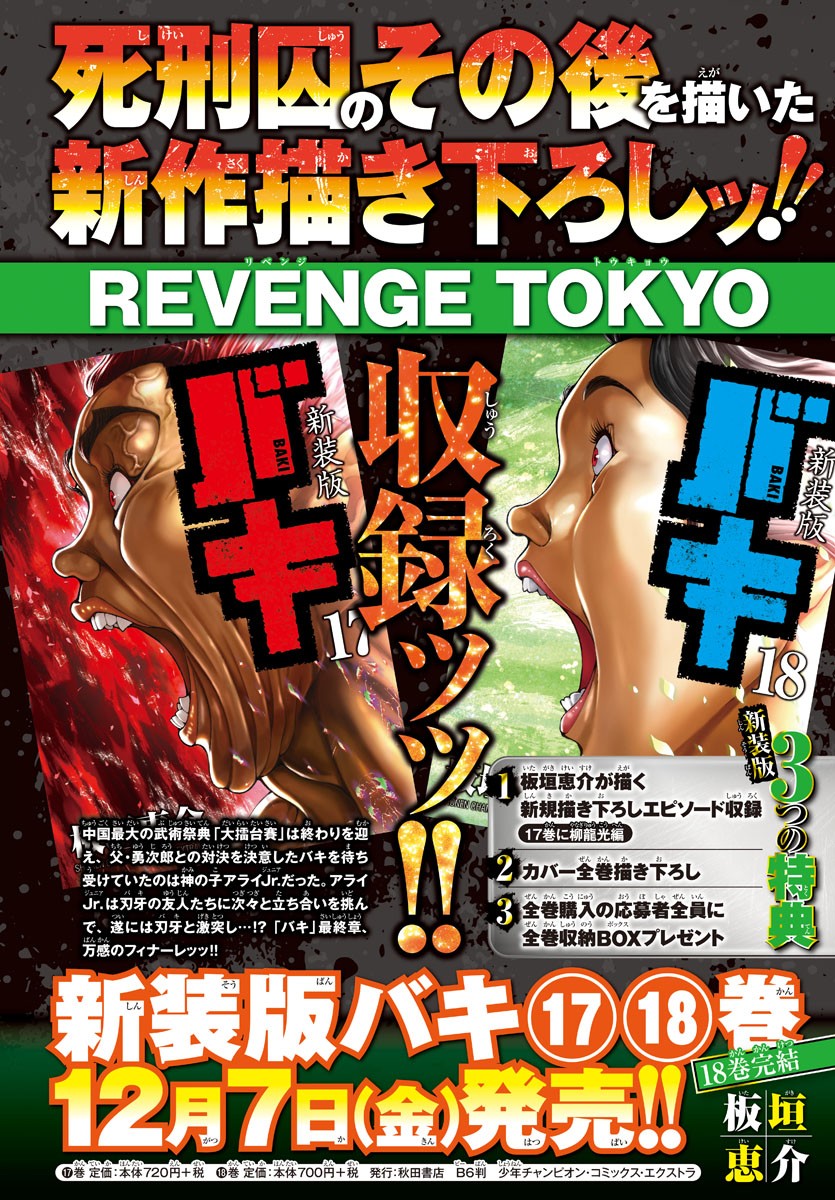 死刑囚のその後を描いた
新作描き下ろしッ!!
REVENGE TOKYO
収録ッッ!!
バキ
BAKI
新装版
17
バキ
BAKI
新装版
18
新装版
3つの特典
1 板垣恵介が描く
新規描き下ろしエピソード収録
17巻に柳龍光編
2 カバー全巻描き下ろし
3 全巻購入の応募者全員に
全巻収納BOXプレゼント
中国最大の武術祭典「大擂台賽」は終わりを迎
え、父・勇次郎との対決を決意したバキを待ち
受けていたのは神の子アライJr.だった。アライ
Jr.は刃牙の友人たちに次々と立ち合いを挑ん
で、遂には刃牙と激突し…!? 「バキ」最終章、
万感のフィナーレッッ!!
新装版バキ⑰⑱巻
12月7日(金)発売!!
18巻完結
板垣恵介
⑰巻 定価:本体720円+税 ⑱巻 定価:本体700円+税 発行:秋田書店 B6判 少年チャンピオン・コミックス・エクストラ